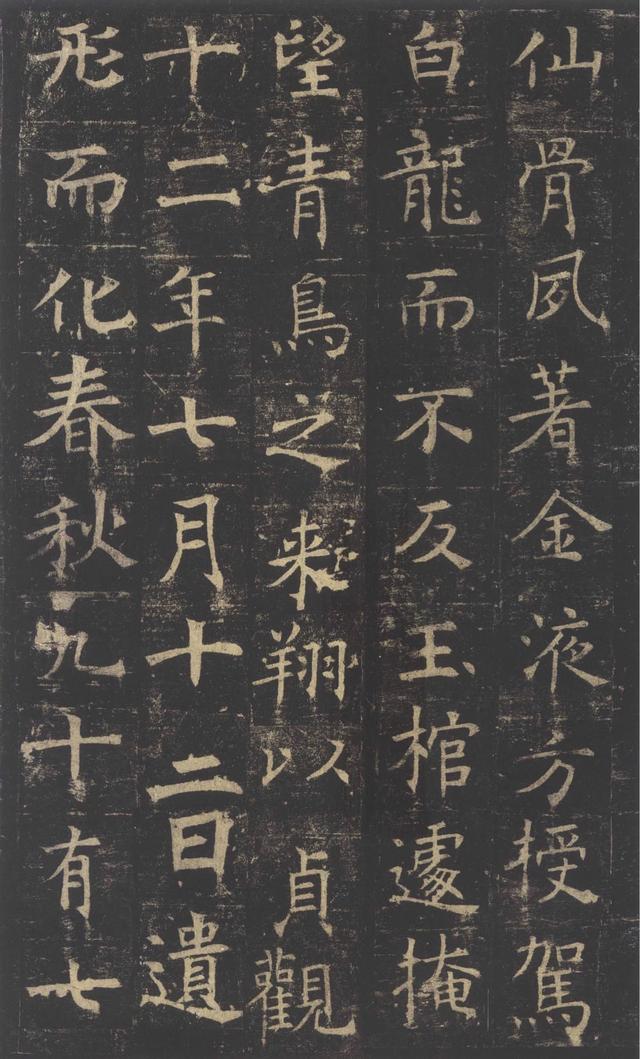 仙骨夙著金液方授駕
白龍而不反玉棺遽掩
望青鳥之来翔以貞觀
十二年七月十二日遺
形而化春秋九十有七